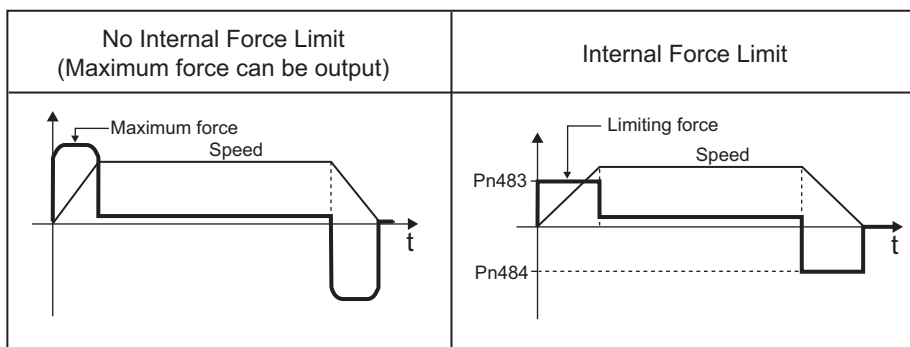 No Internal Force Limit
(Maximum force can be output)
Internal Force Limit
Maximum force
Speed
t
Limiting force
Speed
Pn483
t
Pn484